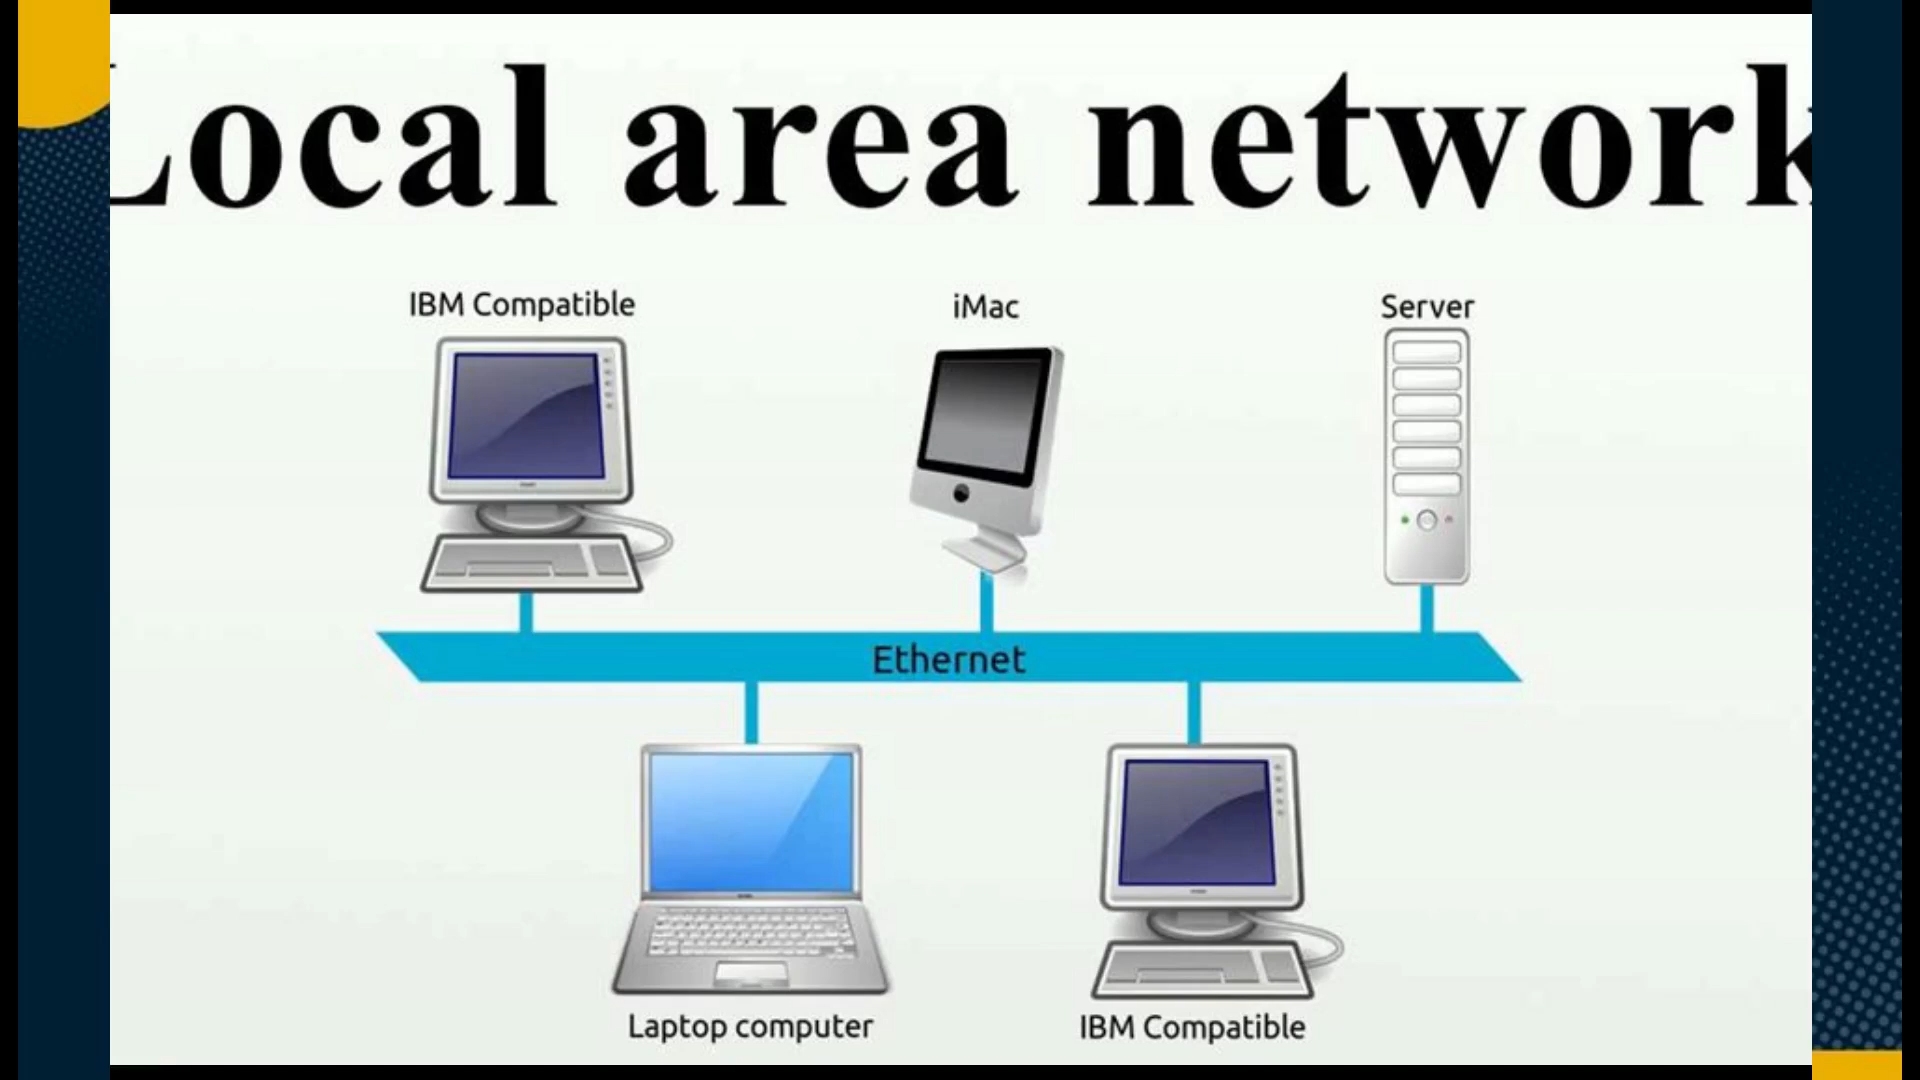 Local area network
IBM Compatible
iMac
Server
Ethernet
Laptop computer
IBM Compatible